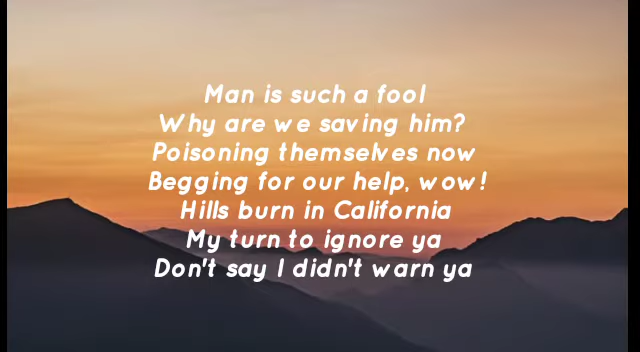 Man is such a fool
Why are we saving him?
Poisoning themselves now
Begging for our help, wow!
Hills burn in California
My turn to ignore ya
Don't say I didn't warn ya